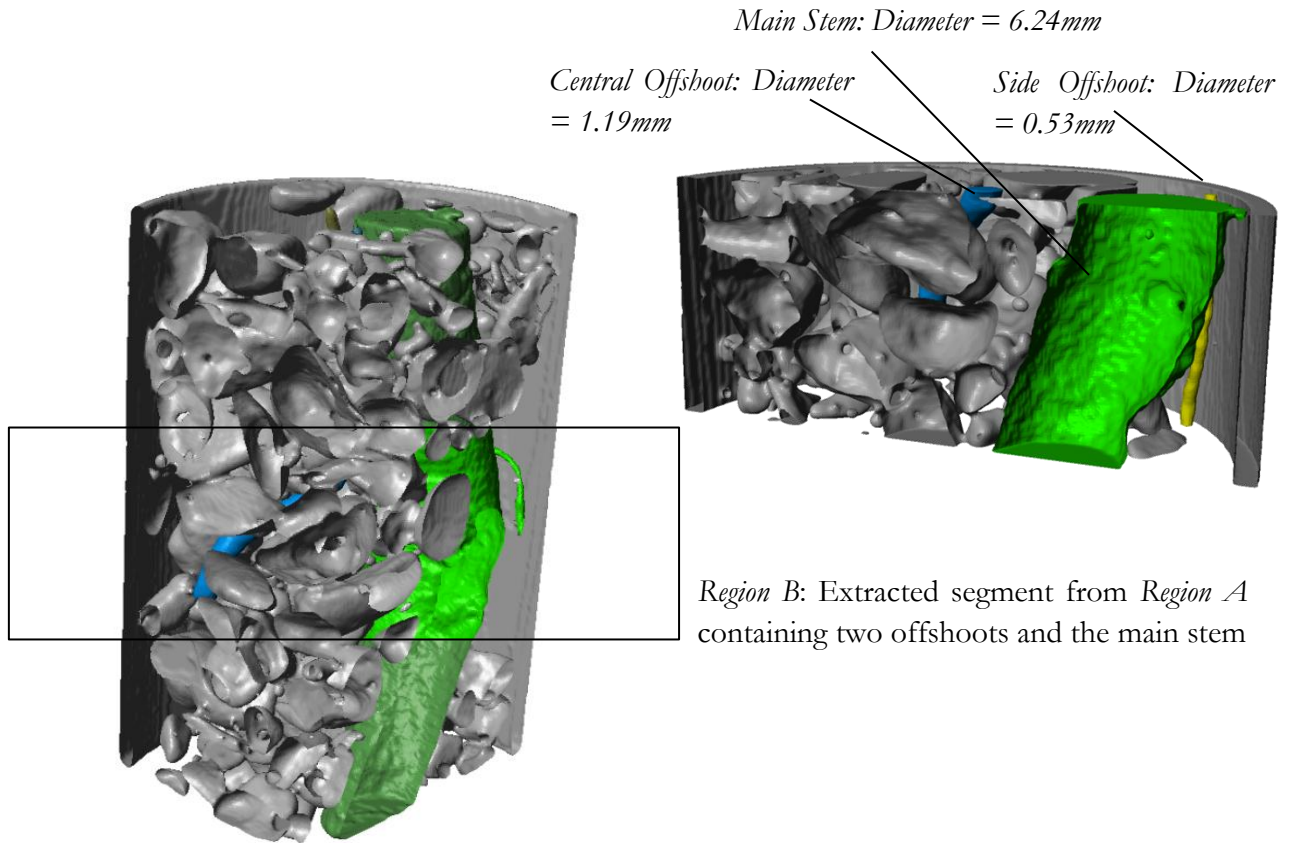 Main Stem: Diameter = 6.24mm
Central Offshoot: Diameter
= 1.19mm
Side Offshoot: Diameter
= 0.53mm
Region B: Extracted segment from Region A
containing two offshoots and the main stem